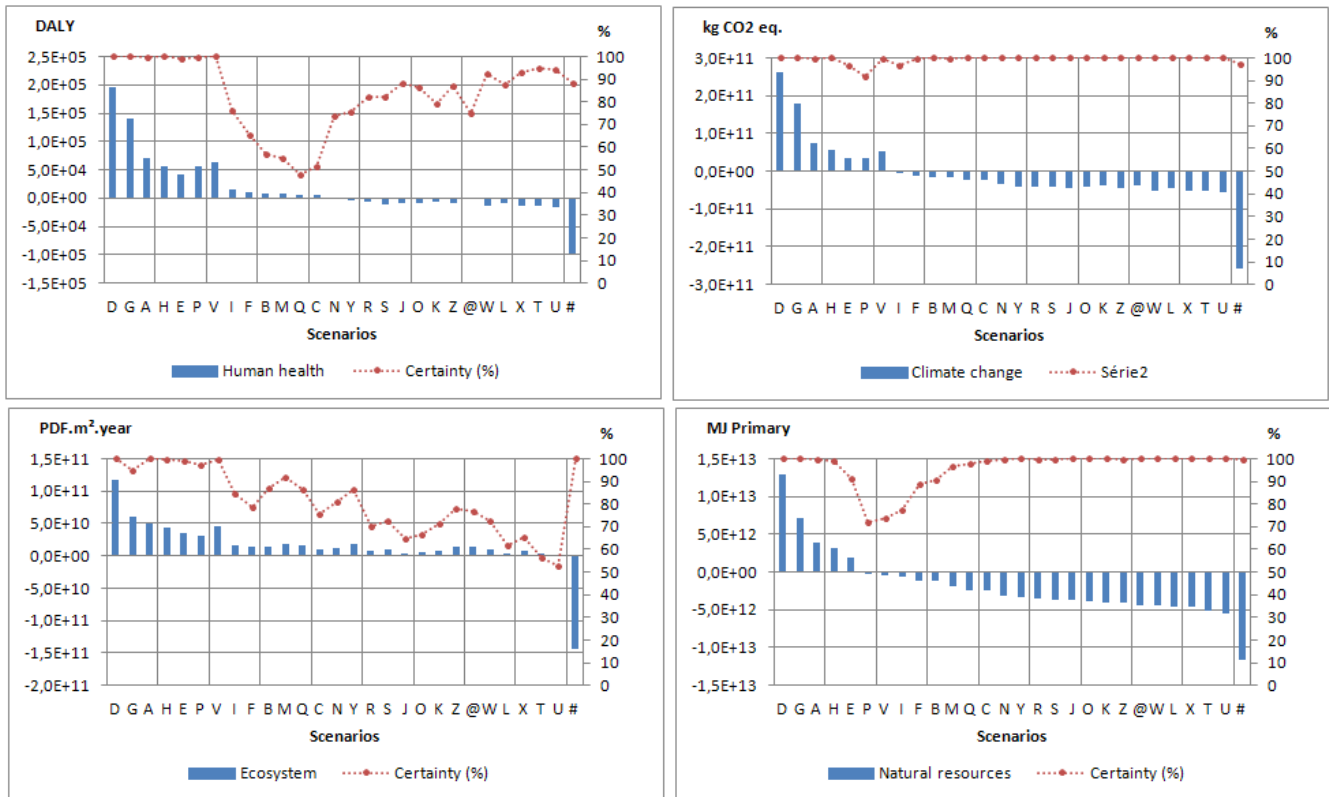 DALY
%
2,5E+05
2,0E+05
1,5E+05
1,0E+05
5,0E+04
0,0E+00
-5,0E+04
-1,0E+05
-1,5E+05
100
90
80
70
60
50
40
30
20
10
0
D G A H E P V I F B M Q C N Y R S J O K Z @ W L X T U #
Scenarios
Human health
Certainty (%)
kg CO2 eq.
%
3,0E+11
2,0E+11
1,0E+11
0,0E+00
-1,0E+11
-2,0E+11
-3,0E+11
100
90
80
70
60
50
40
30
20
10
0
D G A H E P V I F B M Q C N Y R S J O K Z @ W L X T U #
Scenarios
Climate change
Série2
PDF.m².year
%
1,5E+11
1,0E+11
5,0E+10
0,0E+00
-5,0E+10
-1,0E+11
-1,5E+11
-2,0E+11
100
90
80
70
60
50
40
30
20
10
0
D G A H E P V I F B M Q C N Y R S J O K Z @ W L X T U #
Scenarios
Ecosystem
Certainty (%)
MJ Primary
%
1,5E+13
1,0E+13
5,0E+12
0,0E+00
-5,0E+12
-1,0E+13
-1,5E+13
100
90
80
70
60
50
40
30
20
10
0
D G A H E P V I F B M Q C N Y R S J O K Z @ W L X T U #
Scenarios
Natural resources
Certainty (%)